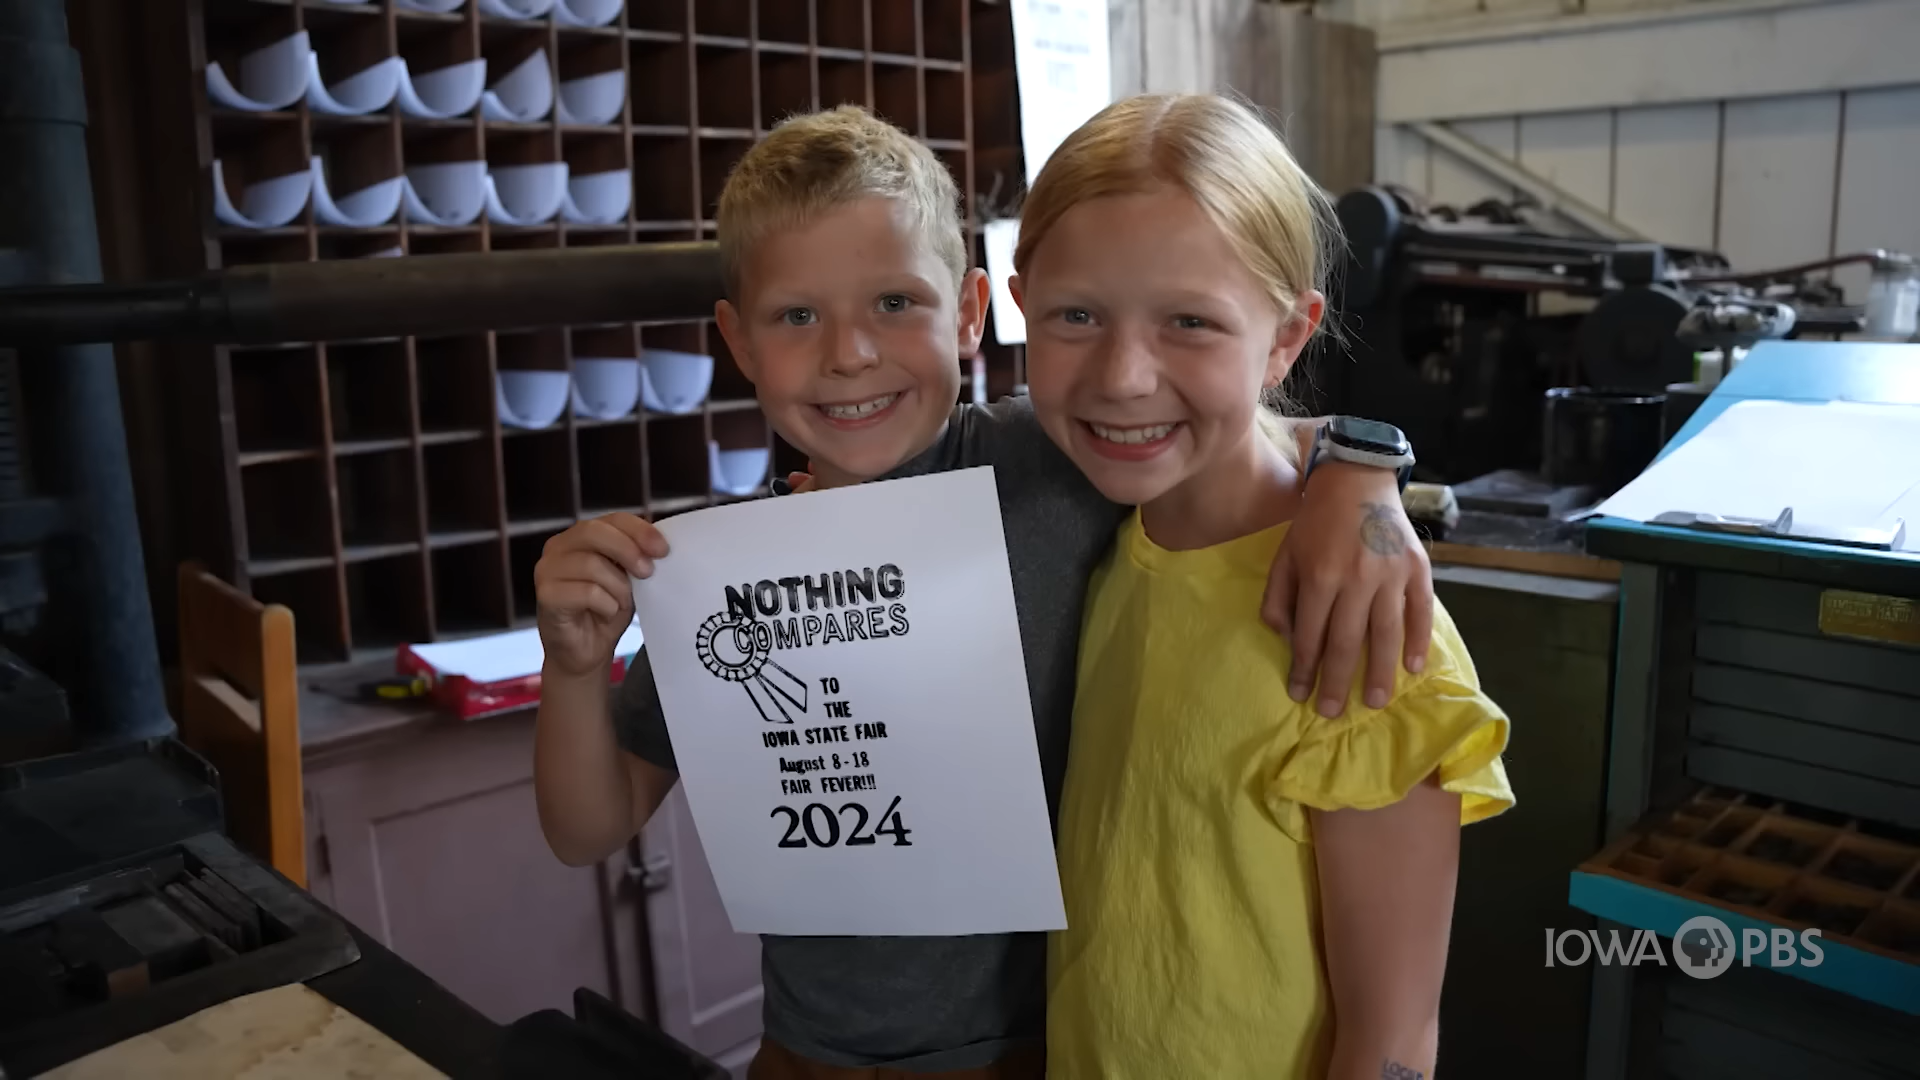 NOTHING
COMPARES
TO
THE
IOWA STATE FAIR
August 8-18
FAIR FEVER!!!
2024
IOWA PBS